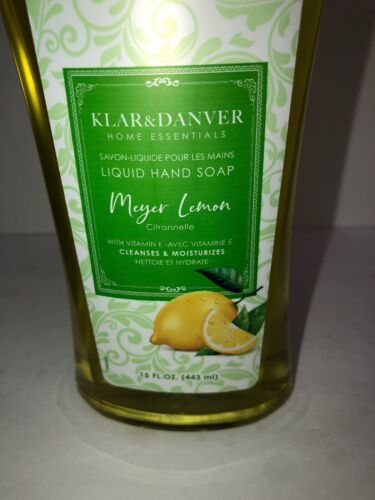 KLAR&DANVER
HOME ESSENTIALS
SAVON-LIQUIDE POUR LES MAINS
LIQUID HAND SOAP
Meyer Lemon
Citronnelle
WITH VITAMIN E -AVEC VITAMINE E
CLEANSES & MOISTURIZES
NETTOIE ET HYDRATE
15 FL.OZ. (443 ml)